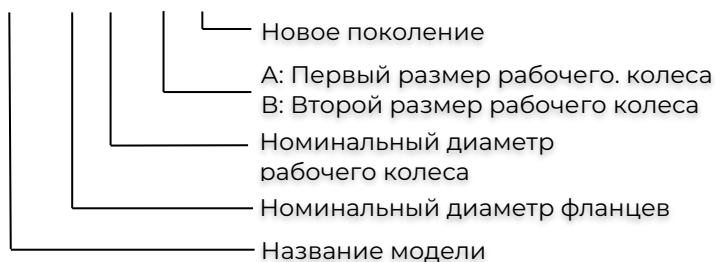 Новое поколение
А: Первый размер рабочего. колеса
В: Второй размер рабочего колеса
Номинальный диаметр
рабочего колеса
Номинальный диаметр фланцев
Название модели